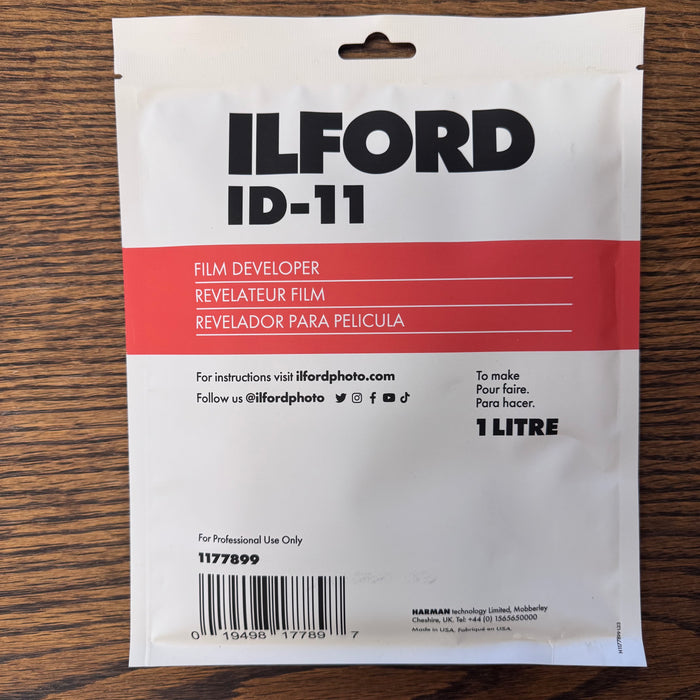 ILFORD
ID-11
FILM DEVELOPER
REVELATEUR FILM
REVELADOR PARA PELICULA
For instructions visit ilfordphoto.com
Follow us @ilfordphoto
To make
Pour faire.
Para hacer.
1 LITRE
For Professional Use Only
1177899
0 19498 17789 7
HARMAN technology Limited, Mobberley
Cheshire, UK. Tel: +44 (0) 1565650000
Made in USA. Fabriqué en USA.